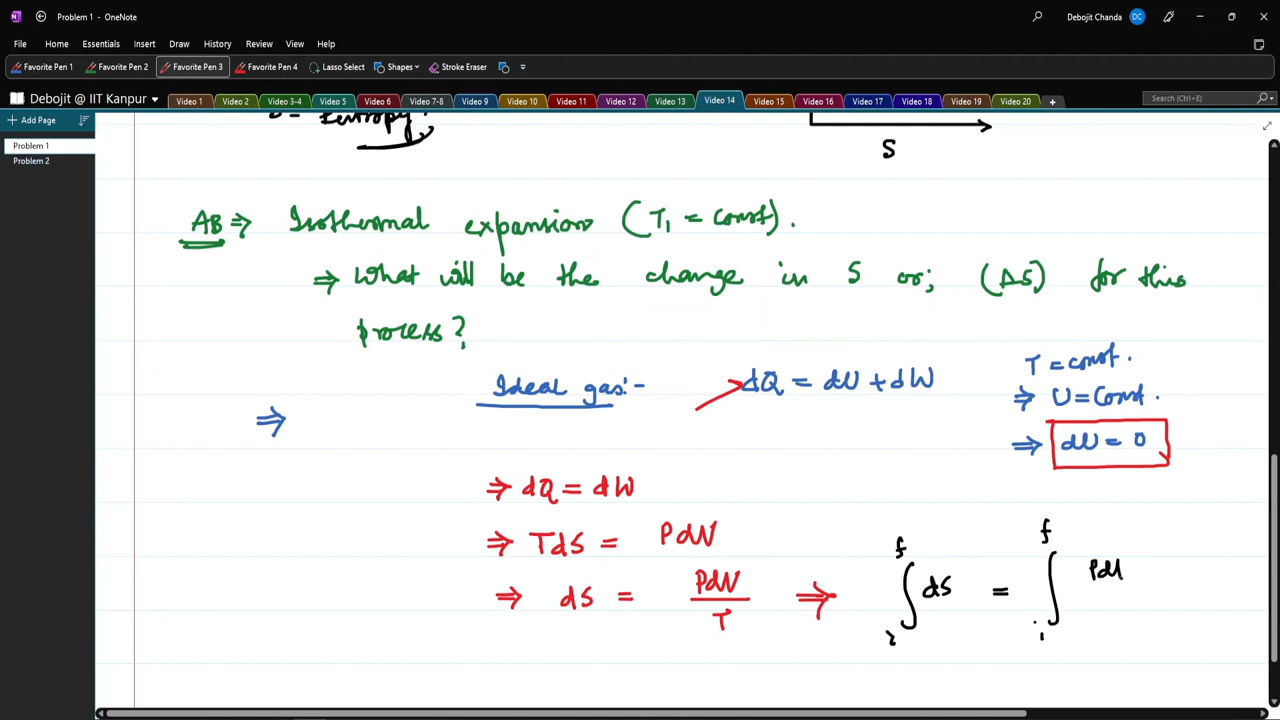 Problem 1 - OneNote
Debojit Chanda DC
File Home Essentials Insert Draw History Review View Help
Favorite Pen 1 Favorite Pen 2 Favorite Pen 3 Favorite Pen 4 Lasso Select Shapes Stroke Eraser
Debojit @ IIT Kanpur Video 1 Video 2 Video 3-4 Video 5 Video 6 Video 7-8 Video 9 Video 10 Video 11 Video 12 Video 13 Video 14 Video 15 Video 16 Video 17 Video 18 Video 19 Video 20 + Search (Ctrl+E)
+ Add Page
Problem 1
Problem 2
Entropy.
S
AB ⇒ Isothermal expansion (T₁ = const).
⇒ What will be the change in S or; (ΔS) for this
process?
⇒ Ideal gas:-
dQ = dU + dW
T = const.
⇒ U = Const.
⇒ dU = 0
⇒ dQ = dW
⇒ TdS = PdV
⇒ dS = PdV/T ⇒ ∫ᵢᶠ dS = ∫ᵢᶠ Pd